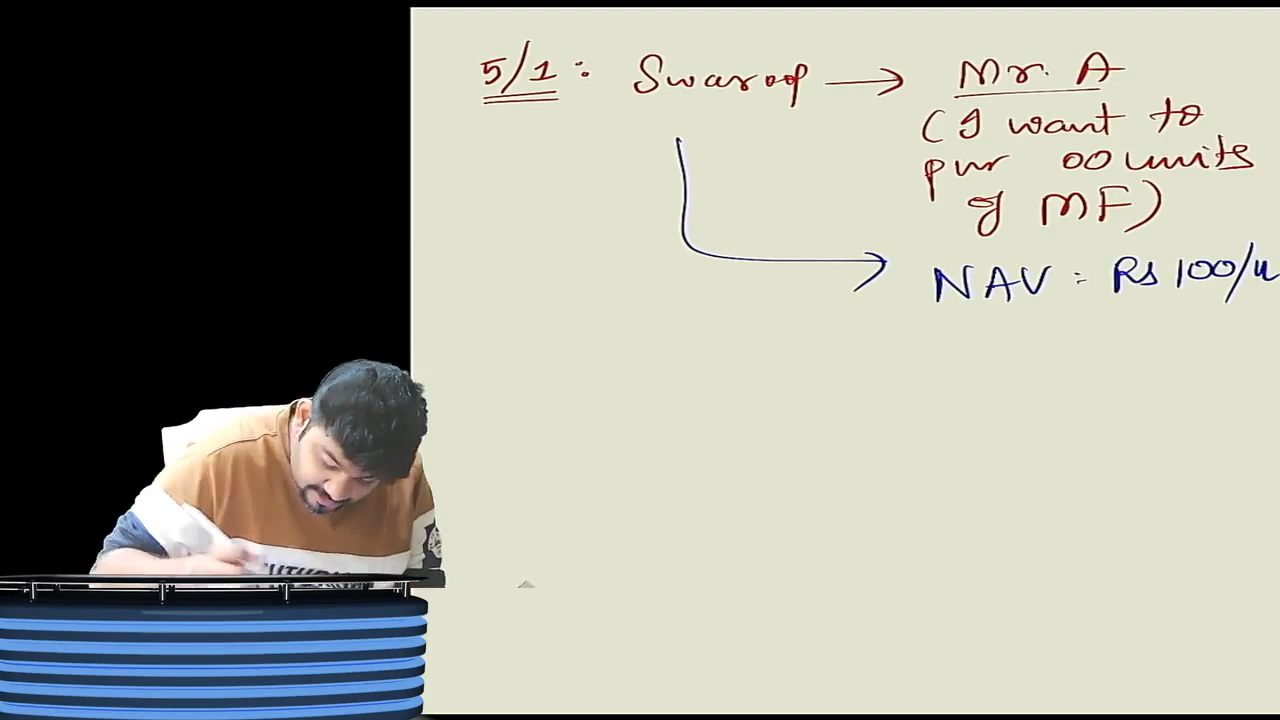 5/1: Swaroop → Mr. A
(I want to
pur 00 units
of MF)
NAV = Rs 100/u